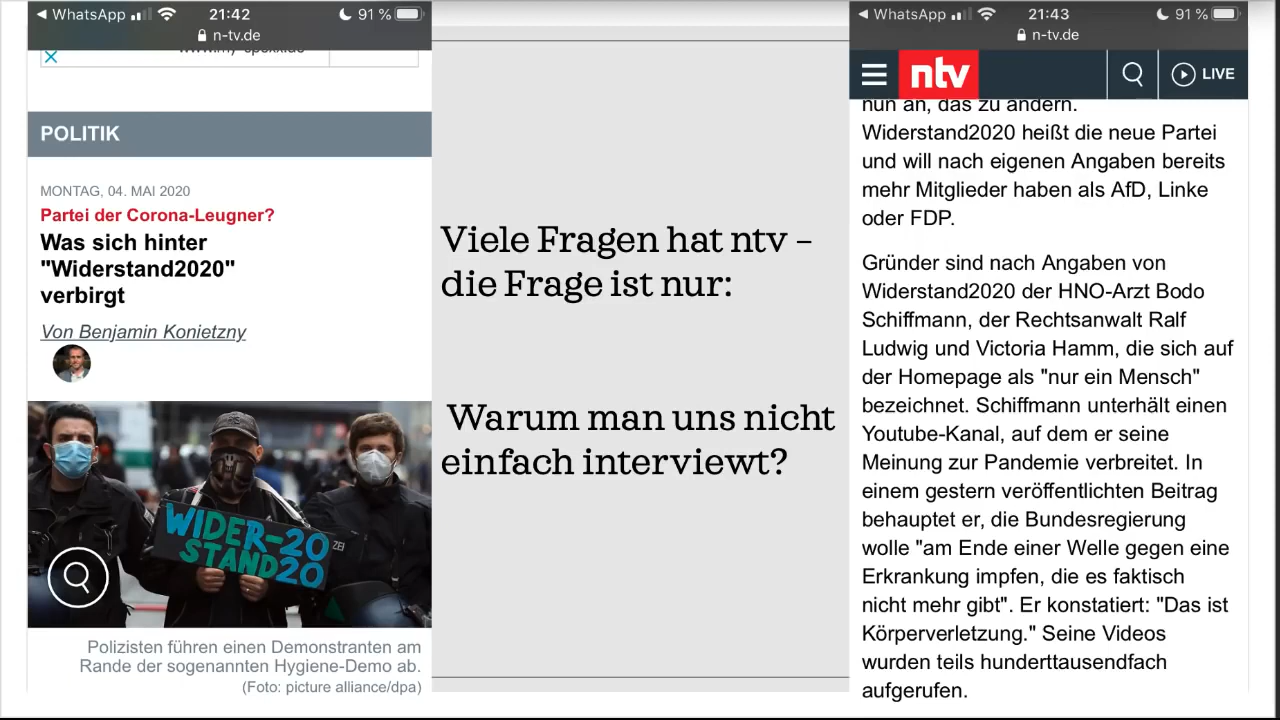 WhatsApp 21:42 91 %
n-tv.de
POLITIK
MONTAG, 04. MAI 2020
Partei der Corona-Leugner?
Was sich hinter
"Widerstand2020"
verbirgt
Von Benjamin Konietzny
WIDER-20
STAND20
ZEI
Polizisten führen einen Demonstranten am
Rande der sogenannten Hygiene-Demo ab.
(Foto: picture alliance/dpa)
Viele Fragen hat ntv –
die Frage ist nur:
Warum man uns nicht
einfach interviewt?
WhatsApp 21:43 91 %
n-tv.de
ntv LIVE
nun an, das zu ändern.
Widerstand2020 heißt die neue Partei
und will nach eigenen Angaben bereits
mehr Mitglieder haben als AfD, Linke
oder FDP.
Gründer sind nach Angaben von
Widerstand2020 der HNO-Arzt Bodo
Schiffmann, der Rechtsanwalt Ralf
Ludwig und Victoria Hamm, die sich auf
der Homepage als "nur ein Mensch"
bezeichnet. Schiffmann unterhält einen
Youtube-Kanal, auf dem er seine
Meinung zur Pandemie verbreitet. In
einem gestern veröffentlichten Beitrag
behauptet er, die Bundesregierung
wolle "am Ende einer Welle gegen eine
Erkrankung impfen, die es faktisch
nicht mehr gibt". Er konstatiert: "Das ist
Körperverletzung." Seine Videos
wurden teils hunderttausendfach
aufgerufen.